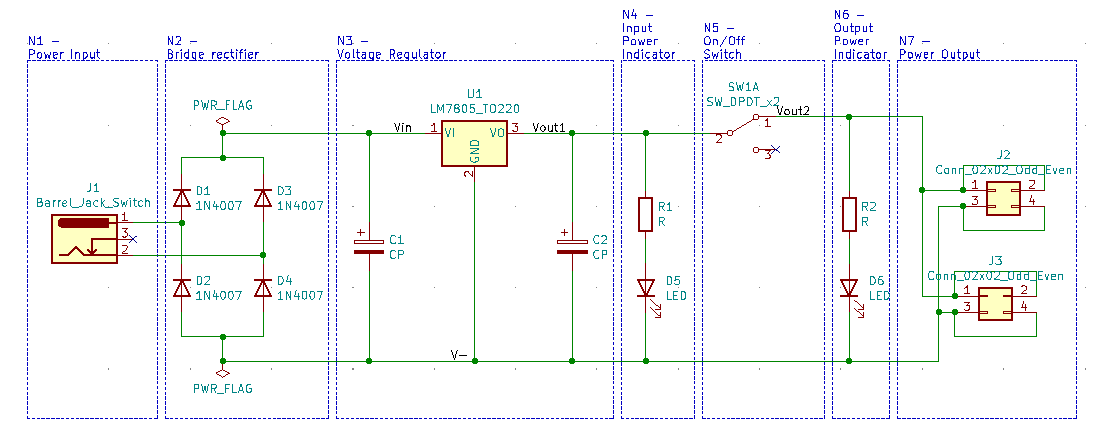 N1 -
Power Input
N2 -
Bridge rectifier
N3 -
Voltage Regulator
N4 -
Input
Power
Indicator
N5 -
On/Off
Switch
N6 -
Output
Power
Indicator
N7 -
Power Output
PWR_FLAG
J1
Barrel_Jack_Switch
1
3
2
D1
1N4007
D3
1N4007
D2
1N4007
D4
1N4007
PWR_FLAG
Vin
U1
LM7805_TO220
1
VI
VO
3
GND
2
Vout1
C1
CP
C2
CP
V-
R1
R
D5
LED
SW1A
SW_DPDT_x2
2
1
3
Vout2
R2
R
D6
LED
J2
Conn_02x02_Odd_Even
1
2
3
4
J3
Conn_02x02_Odd_Even
1
2
3
4